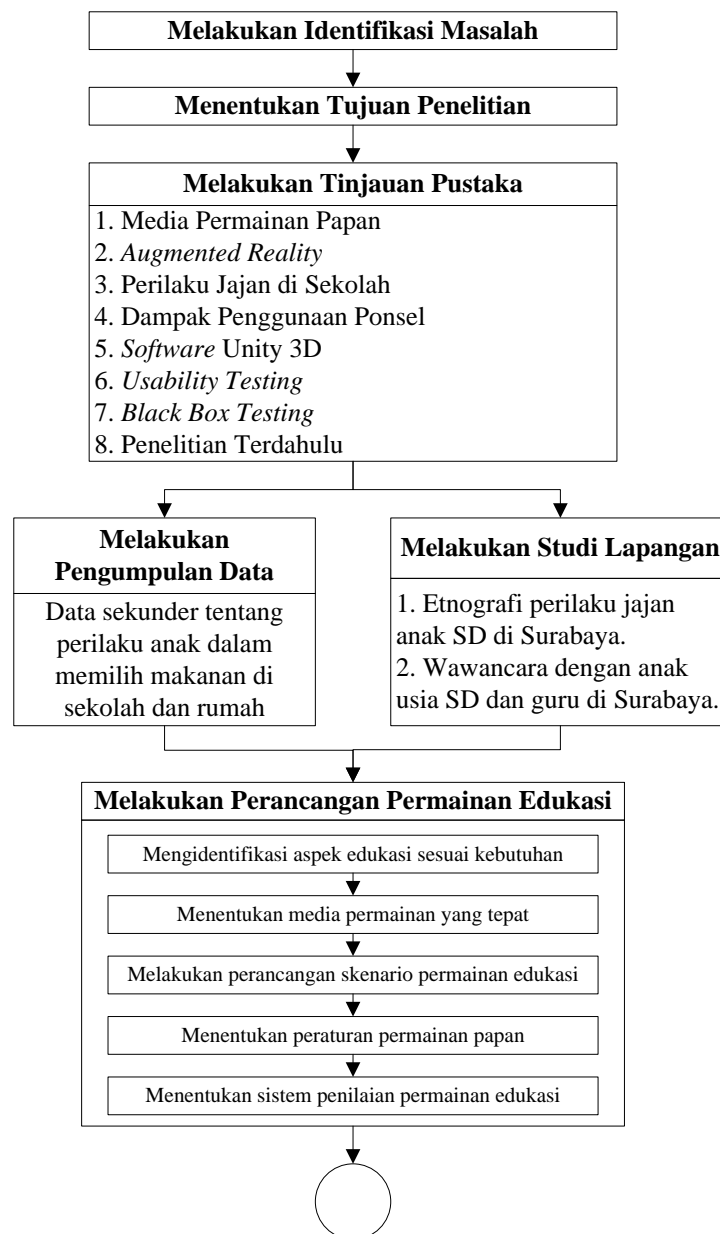 Melakukan Identifikasi Masalah
Menentukan Tujuan Penelitian
Melakukan Tinjauan Pustaka
1. Media Permainan Papan
2. Augmented Reality
3. Perilaku Jajan di Sekolah
4. Dampak Penggunaan Ponsel
5. Software Unity 3D
6. Usability Testing
7. Black Box Testing
8. Penelitian Terdahulu
Melakukan
Pengumpulan Data
Data sekunder tentang
perilaku anak dalam
memilih makanan di
sekolah dan rumah
Melakukan Studi Lapangan
1. Etnografi perilaku jajan
anak SD di Surabaya.
2. Wawancara dengan anak
usia SD dan guru di Surabaya.
Melakukan Perancangan Permainan Edukasi
Mengidentifikasi aspek edukasi sesuai kebutuhan
Menentukan media permainan yang tepat
Melakukan perancangan skenario permainan edukasi
Menentukan peraturan permainan papan
Menentukan sistem penilaian permainan edukasi